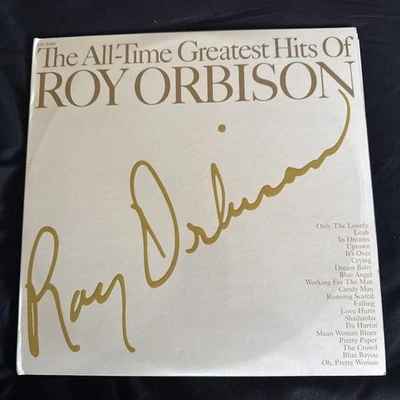 The All-Time Greatest Hits Of
ROY ORBISON
Roy Orbison
Only The Lonely
Leah
In Dreams
Uptown
It's Over
Crying
Dream Baby
Blue Angel
Working For The Man
Candy Man
Running Scared
Falling
Love Hurts
Shadaroba
I'm Hurtin'
Mean Woman Blues
Pretty Paper
The Crowd
Blue Bayou
Oh, Pretty Woman